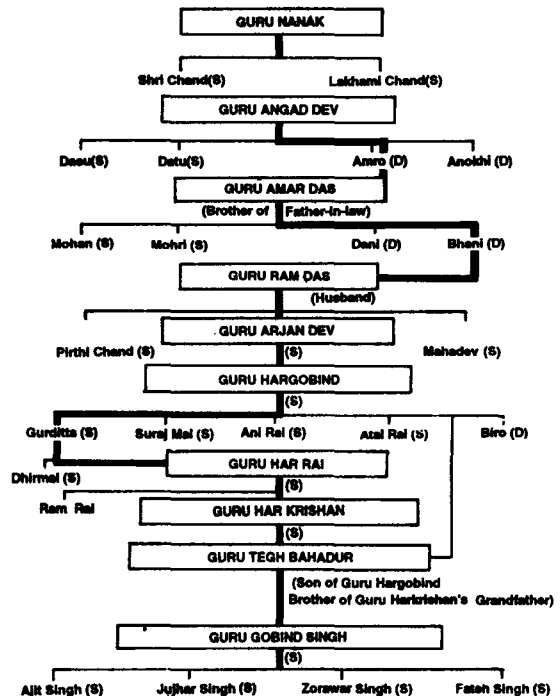 GURU NANAK
Shri Chand(S) Lakhami Chand(S)
GURU ANGAD DEV
Dasu(S) Datu(S) Amro (D) Anokhi (D)
GURU AMAR DAS
(Brother of Father-in-law)
Mohan (S) Mohri (S) Dani (D) Bhani (D)
GURU RAM DAS
(Husband)
GURU ARJAN DEV
Pirthi Chand (S) (S) Mahadev (S)
GURU HARGOBIND
(S)
Gurditta (S) Suraj Mal (S) Ani Rai (S) Atal Rai (S) Biro (D)
GURU HAR RAI
Dhirmal (S) (S)
Ram Rai
GURU HAR KRISHAN
(S)
GURU TEGH BAHADUR
(Son of Guru Hargobind
Brother of Guru Harkrishan's Grandfather)
GURU GOBIND SINGH
(S)
Ajit Singh (S) Jujhar Singh (S) Zorawar Singh (S) Fateh Singh (S)